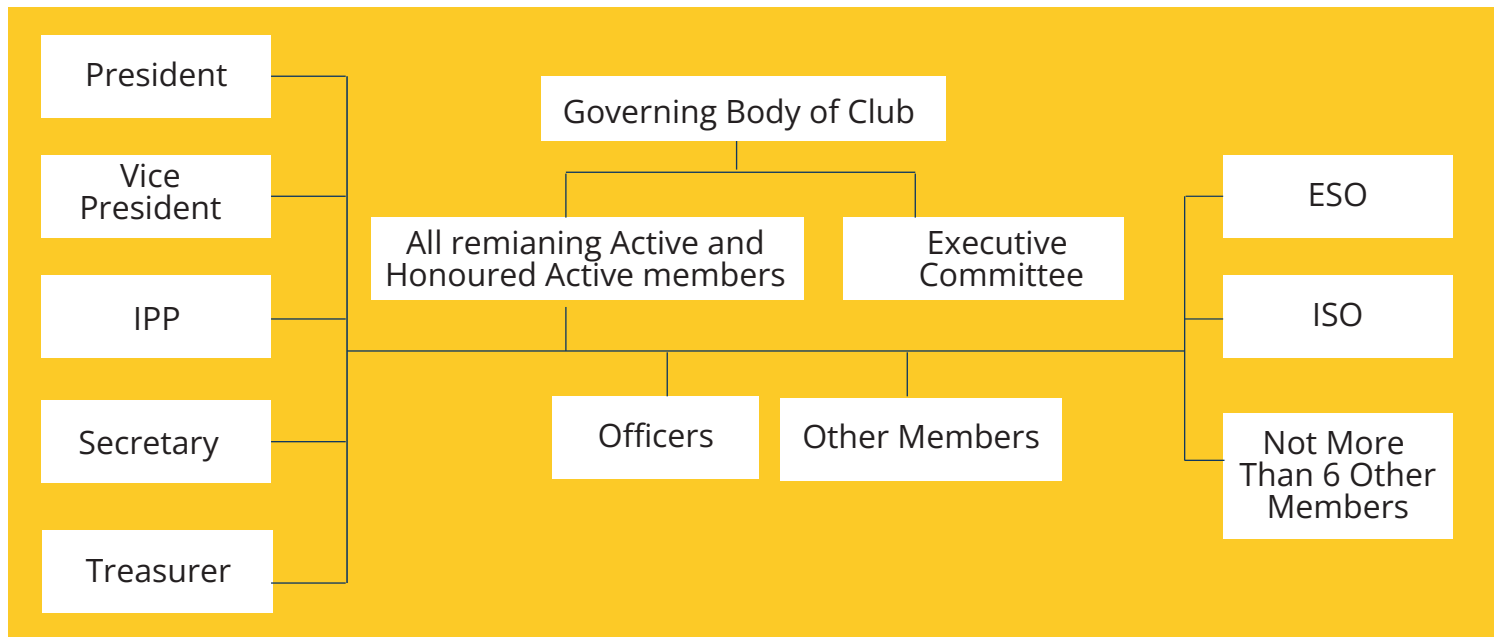 President
Vice
President
IPP
Secretary
Treasurer
Governing Body of Club
All remianing Active and
Honoured Active members
Executive
Committee
Officers
Other Members
ESO
ISO
Not More
Than 6 Other
Members